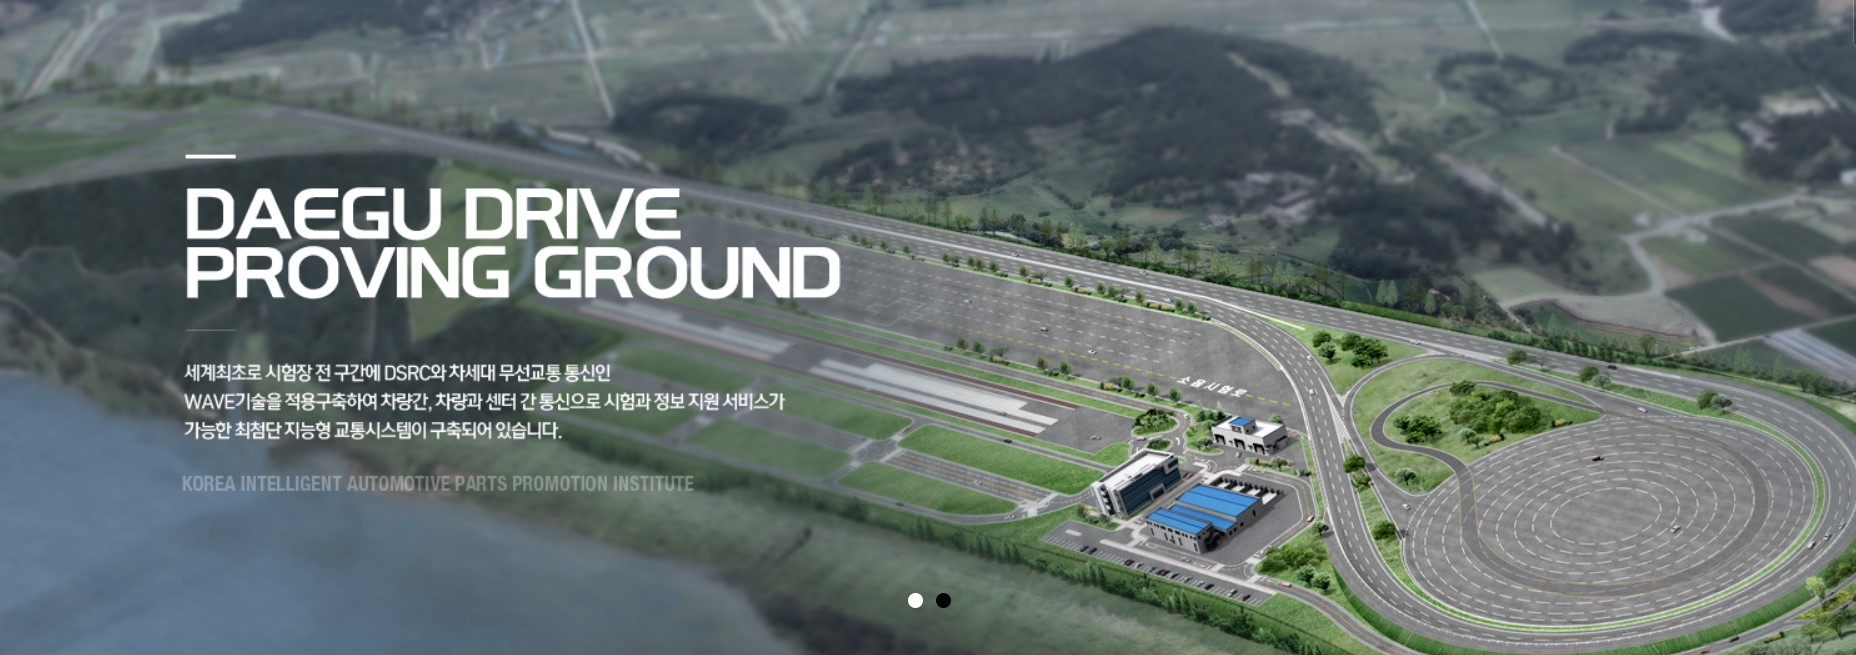 DAEGU DRIVE
PROVING GROUND
세계최초로 시험장 전 구간에 DSRC와 차세대 무선교통 통신인
WAVE기술을 적용구축하여 차량간, 차량과 센터 간 통신으로 시험과 정보 지원 서비스가
가능한 최첨단 지능형 교통시스템이 구축되어 있습니다.
KOREA INTELLIGENT AUTOMOTIVE PARTS PROMOTION INSTITUTE
소음시험로